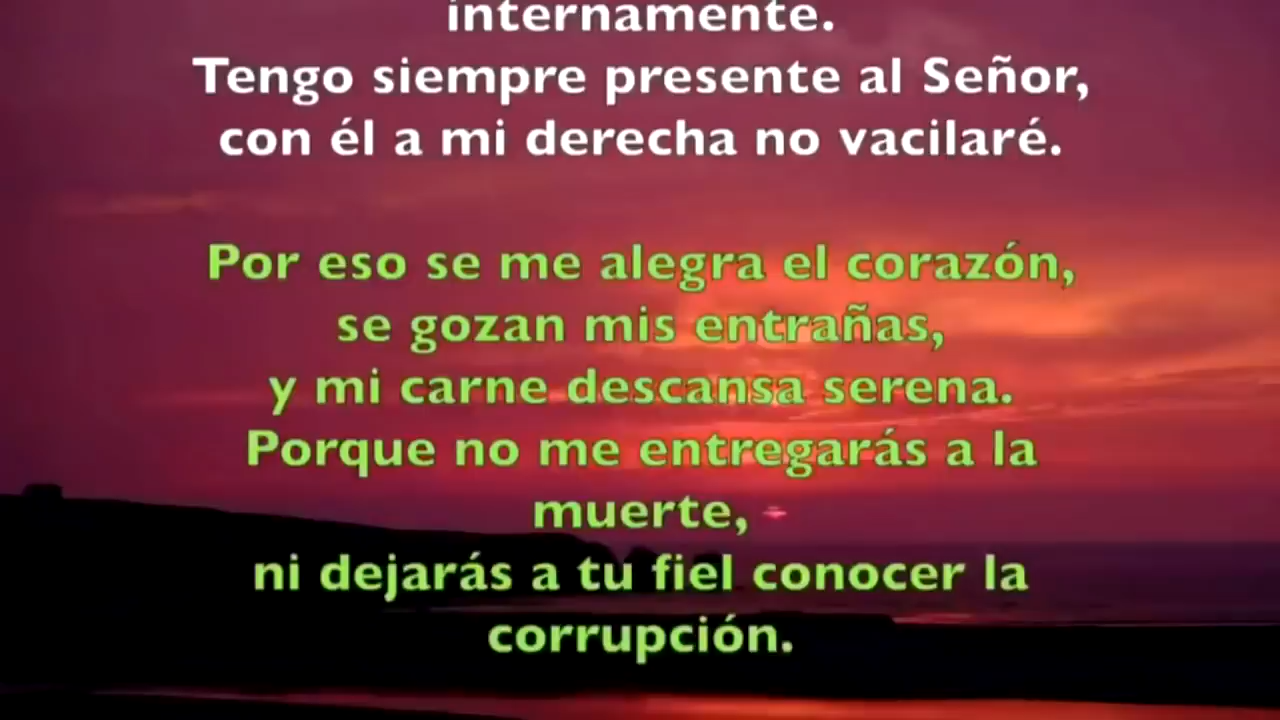 internamente.
Tengo siempre presente al Señor,
con él a mi derecha no vacilaré.
Por eso se me alegra el corazón,
se gozan mis entrañas,
y mi carne descansa serena.
Porque no me entregarás a la
muerte,
ni dejarás a tu fiel conocer la
corrupción.